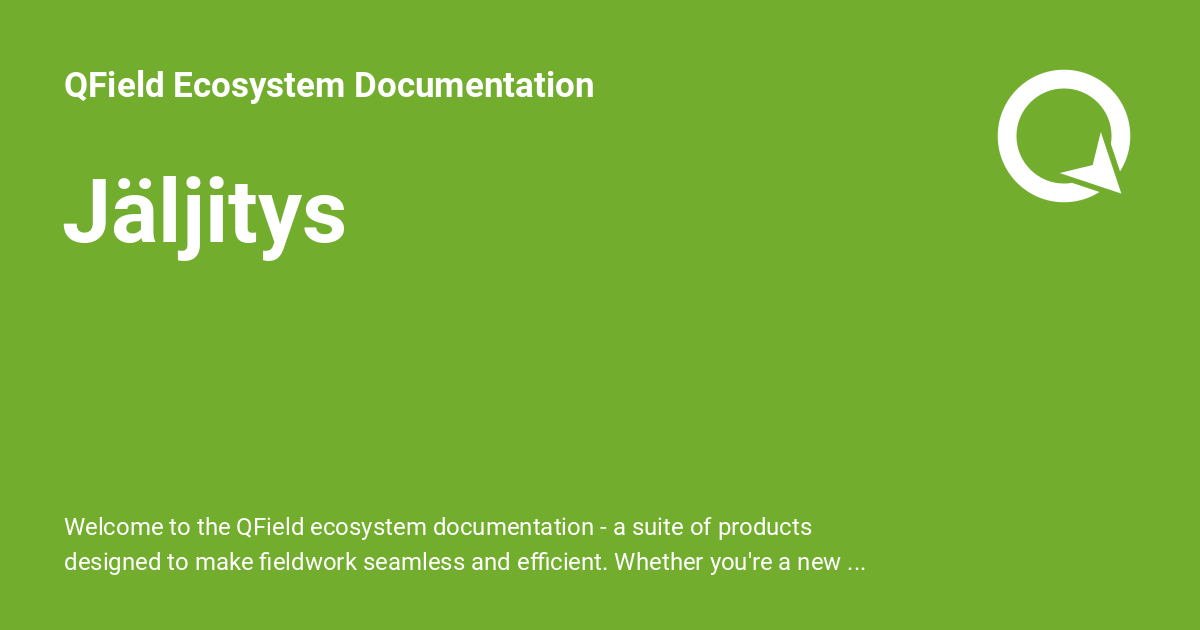 QField Ecosystem Documentation
Jäljitys
Welcome to the QField ecosystem documentation - a suite of products
designed to make fieldwork seamless and efficient. Whether you're a new ...